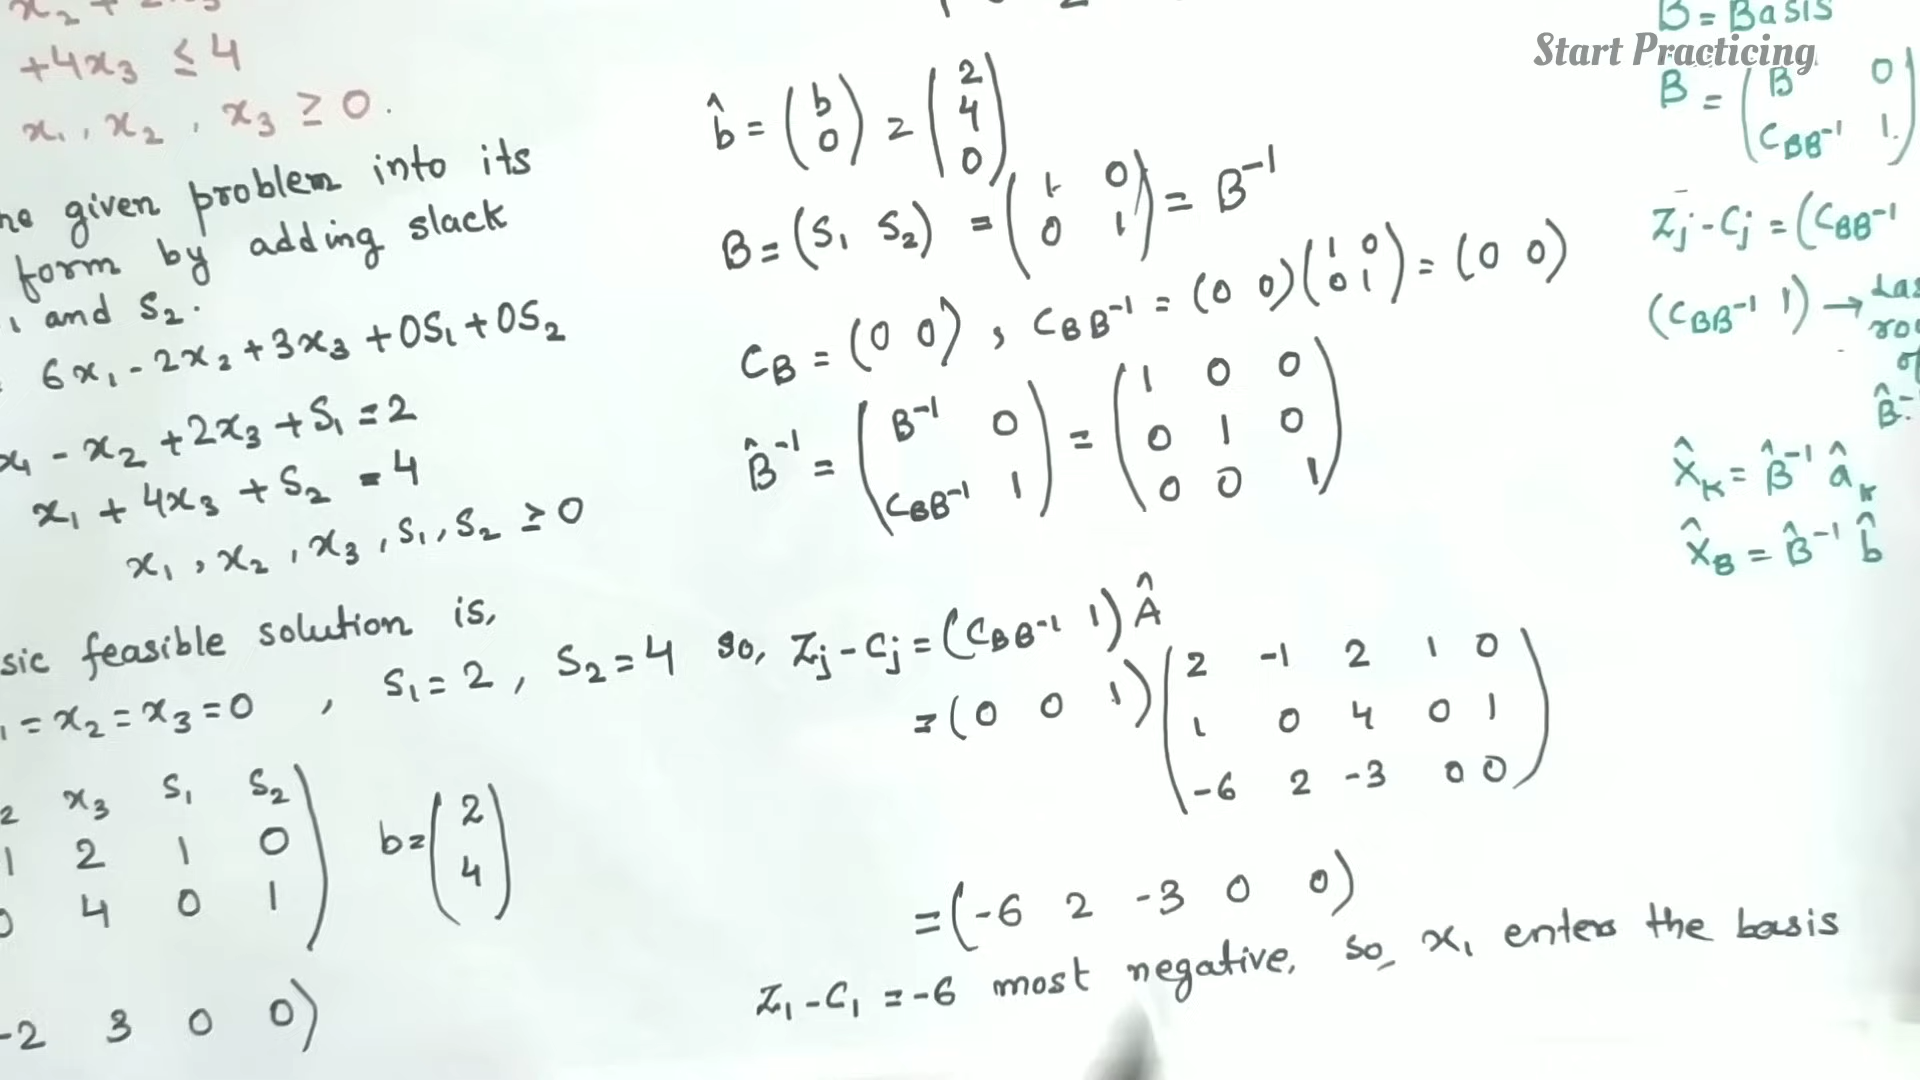 +4x₃ ≤ 4
x₁, x₂, x₃ ≥ 0.
given problem into its
form by adding slack
and S₂.
6x₁ - 2x₂ + 3x₃ + 0S₁ + 0S₂
x₁ - x₂ + 2x₃ + S₁ = 2
x₁ + 4x₃ + S₂ = 4
x₁, x₂, x₃, S₁, S₂ ≥ 0
feasible solution is,
= x₂ = x₃ = 0 , S₁ = 2, S₂ = 4
x₃ S₁ S₂
2 1 0
4 0 1
b = (2
4)
-2 3 0 0)
b̂ = (b
0) = (2
4
0)
B = (S₁ S₂) = (1 0
0 1) = B⁻¹
C_B = (0 0), C_B B⁻¹ = (0 0)(1 0
0 1) = (0 0)
B̂⁻¹ = (B⁻¹ 0
C_B B⁻¹ 1) = (1 0 0
0 1 0
0 0 1)
So, Zj - Cj = (C_B B⁻¹ 1) Â
= (0 0 1) (2 -1 2 1 0
1 0 4 0 1
-6 2 -3 0 0)
= (-6 2 -3 0 0)
Z₁ - C₁ = -6 most negative, so x₁ enters the basis
Start Practicing
B = Basis
B = (B 0
C_B B⁻¹ 1)
Zj - Cj = (C_B B⁻¹
(C_B B⁻¹ 1) →
B̂⁻¹
X̂_K = B̂⁻¹ â_K
X̂_B = B̂⁻¹ b̂